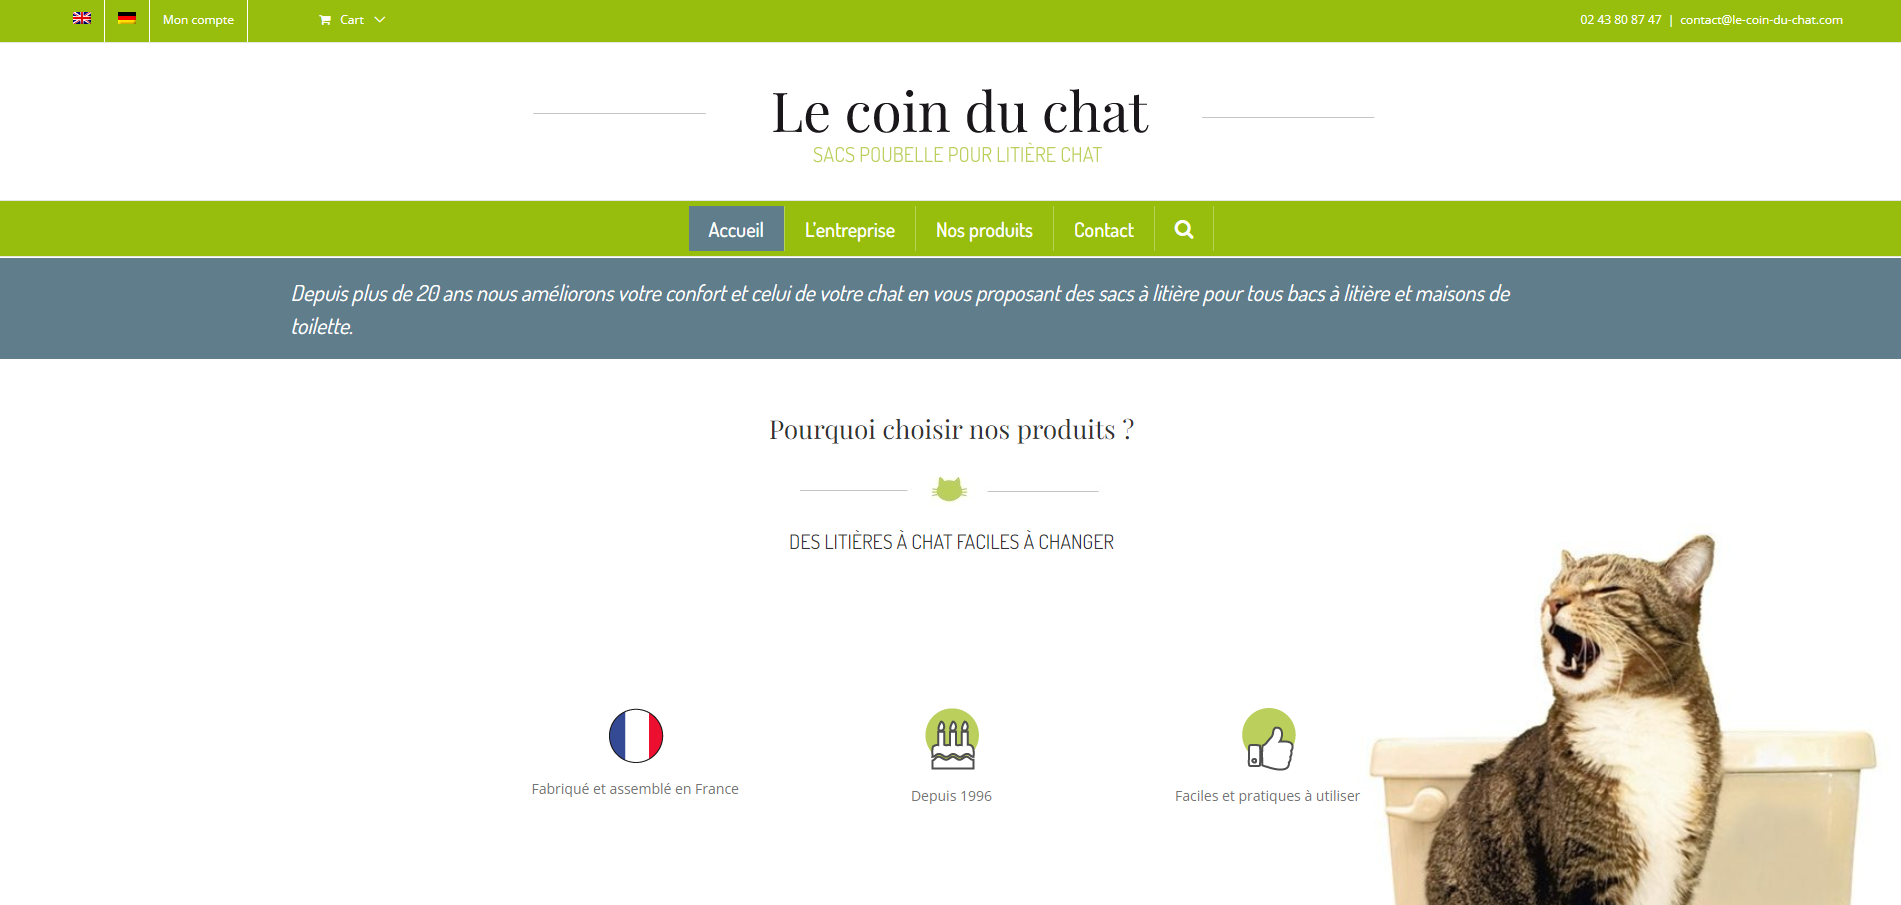 Mon compte
Cart
02 43 80 87 47 | contact@le-coin-du-chat.com
Le coin du chat
SACS POUBELLE POUR LITIÈRE CHAT
Accueil
L'entreprise
Nos produits
Contact
Depuis plus de 20 ans nous améliorons votre confort et celui de votre chat en vous proposant des sacs à litière pour tous bacs à litière et maisons de
toilette.
Pourquoi choisir nos produits ?
DES LITIÈRES À CHAT FACILES À CHANGER
Fabriqué et assemblé en France
Depuis 1996
Faciles et pratiques à utiliser